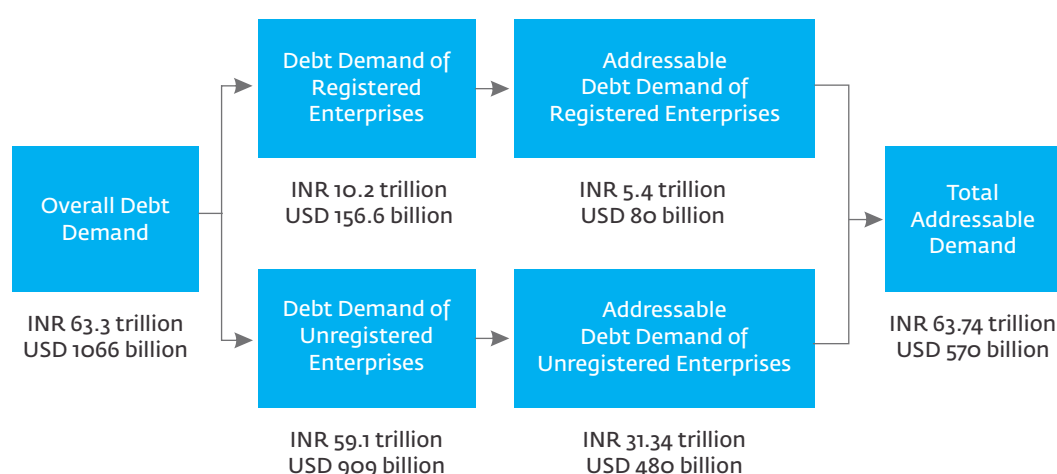 Overall Debt
Demand
INR 63.3 trillion
USD 1066 billion
Debt Demand of
Registered
Enterprises
INR 10.2 trillion
USD 156.6 billion
Addressable
Debt Demand of
Registered Enterprises
INR 5.4 trillion
USD 80 billion
Debt Demand of
Unregistered
Enterprises
INR 59.1 trillion
USD 909 billion
Addressable
Debt Demand of
Unregistered Enterprises
INR 31.34 trillion
USD 480 billion
Total
Addressable
Demand
INR 63.74 trillion
USD 570 billion